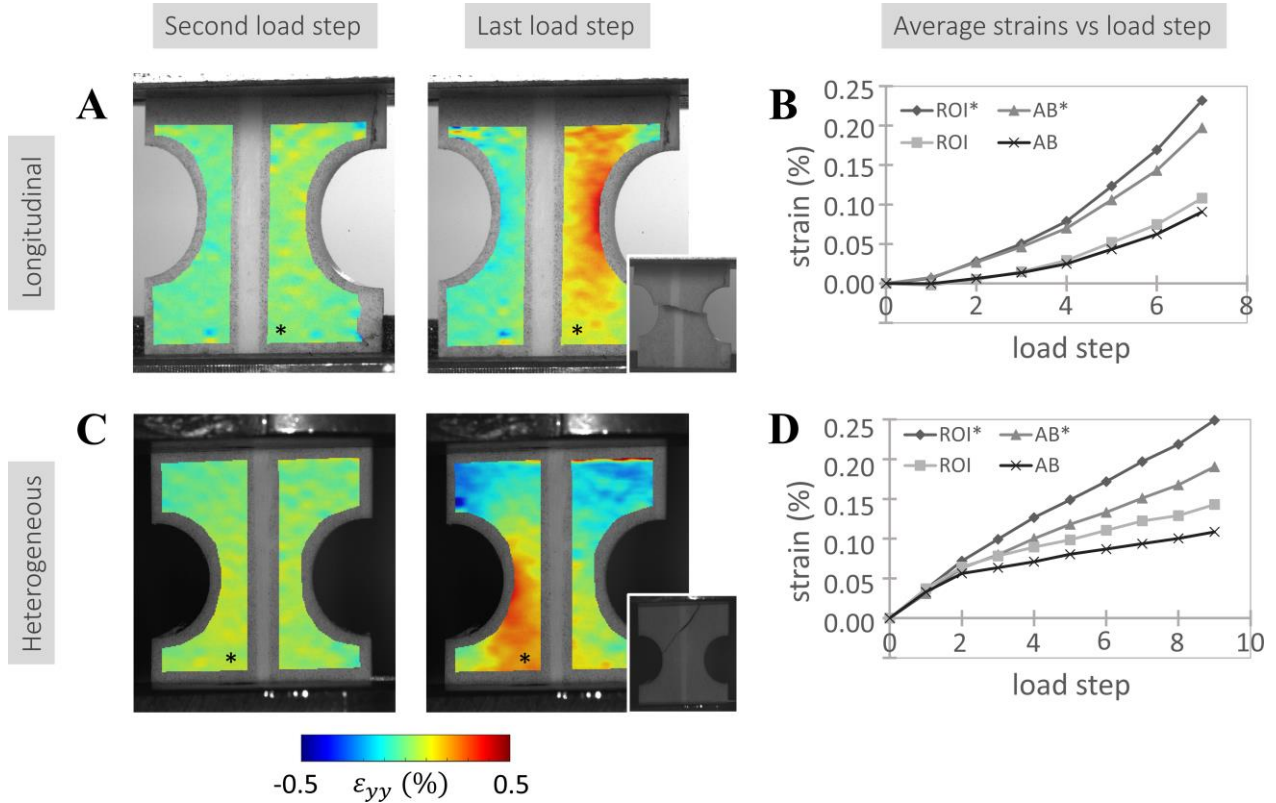 Second load step
Last load step
Average strains vs load step
Longitudinal
A
*
*
B
0.25
0.20
0.15
0.10
0.05
0.00
ROI*
AB*
ROI
AB
strain (%)
0 2 4 6 8
load step
Heterogeneous
C
*
*
D
0.25
0.20
0.15
0.10
0.05
0.00
ROI*
AB*
ROI
AB
strain (%)
0 2 4 6 8 10
load step
-0.5 εyy (%) 0.5